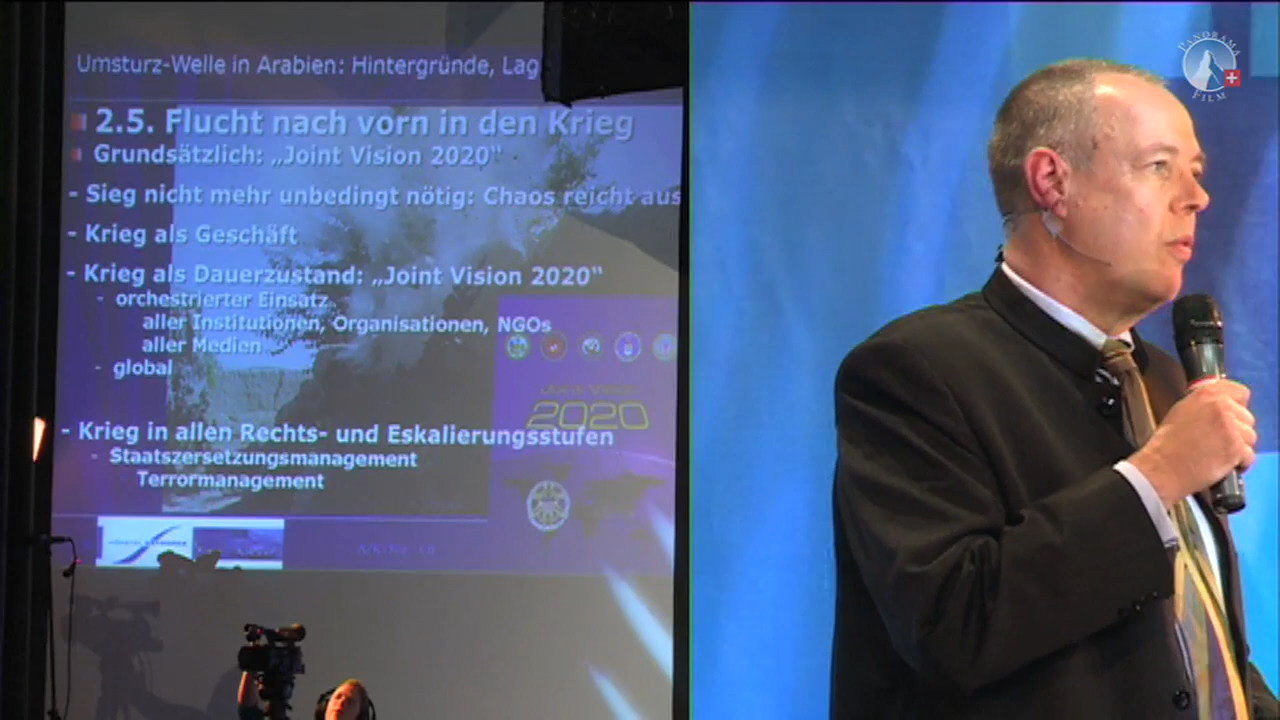 Umsturz-Welle in Arabien: Hintergründe, Lag
2.5. Flucht nach vorn in den Krieg
Grundsätzlich: „Joint Vision 2020“
- Sieg nicht mehr unbedingt nötig: Chaos reicht aus
- Krieg als Geschäft
- Krieg als Dauerzustand: „Joint Vision 2020“
- orchestrierter Einsatz
aller Institutionen, Organisationen, NGOs
aller Medien
- global
Joint Vision
2020
- Krieg in allen Rechts- und Eskalierungsstufen
- Staatszersetzungsmanagement
Terrormanagement
PANORAMA
FILM